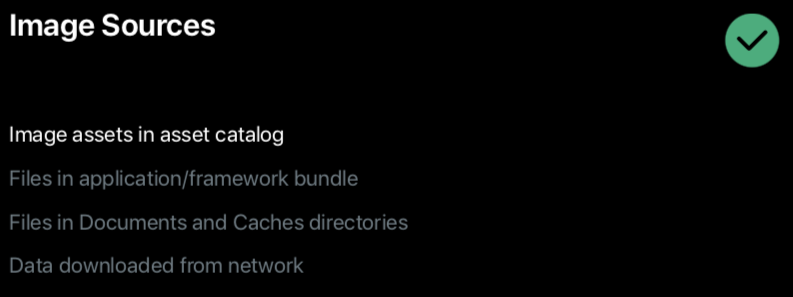 Image Sources
Image assets in asset catalog
Files in application/framework bundle
Files in Documents and Caches directories
Data downloaded from network